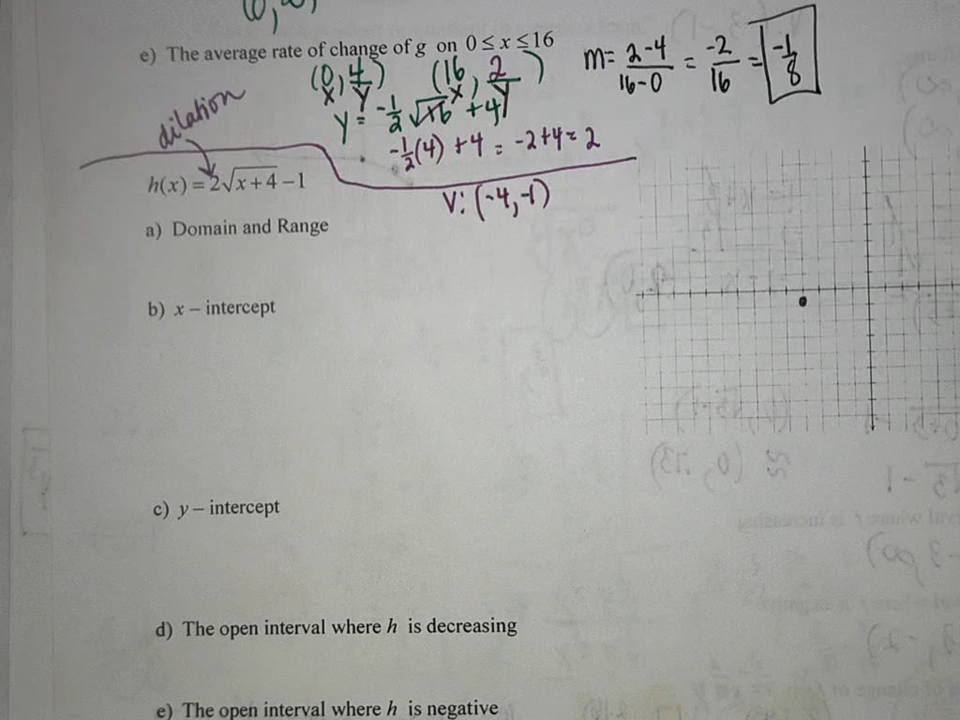 e) The average rate of change of g on 0 ≤ x ≤ 16
m = 2-4/16-0 = -2/16 = -1/8
(0, 4) (16, 2)
x y x y
y = -1/2 √16 + 4
dilation
-1/2(4) + 4 = -2+4 = 2
h(x) = 2√x+4 − 1
V: (-4, -1)
a) Domain and Range
b) x – intercept
c) y – intercept
d) The open interval where h is decreasing
e) The open interval where h is negative